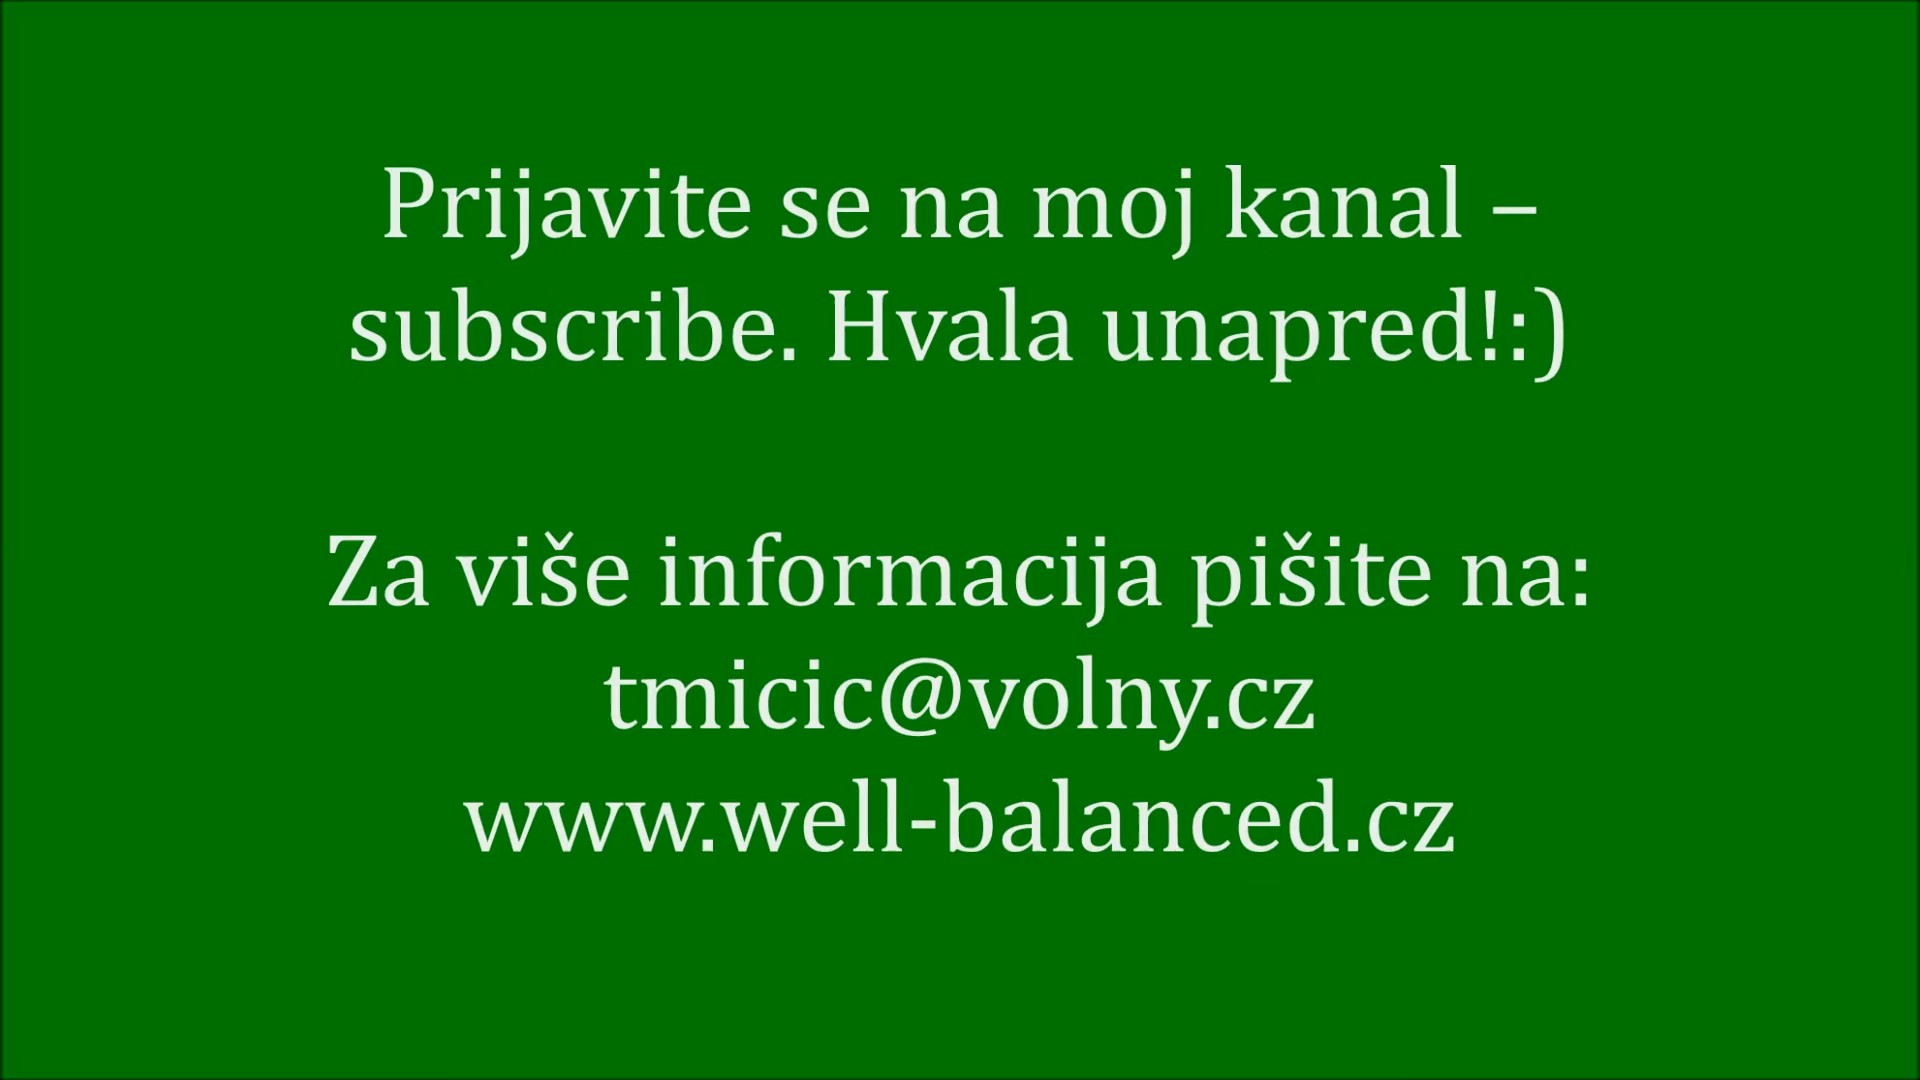 Prijavite se na moj kanal –
subscribe. Hvala unapred!:)
Za više informacija pišite na:
tmicic@volny.cz
www.well-balanced.cz